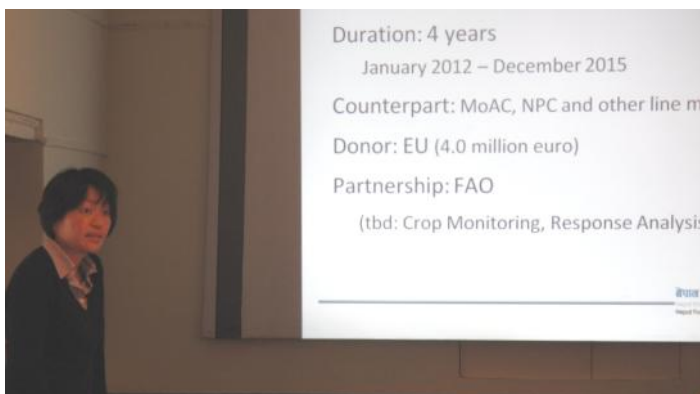 Duration: 4 years
January 2012 – December 2015
Counterpart: MoAC, NPC and other line m
Donor: EU (4.0 million euro)
Partnership: FAO
(tbd: Crop Monitoring, Response Analysis
नेपाल